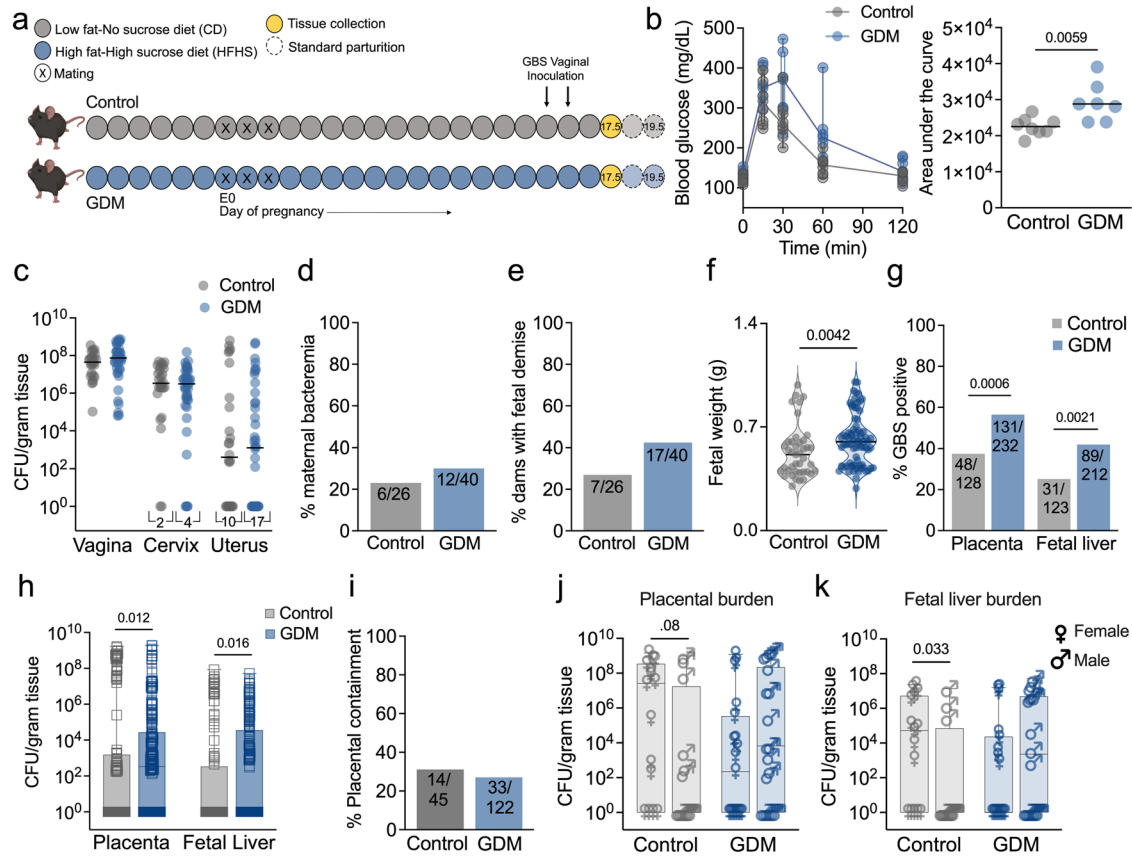 a
Low fat-No sucrose diet (CD)
Tissue collection
High fat-High sucrose diet (HFHS)
Standard parturition
X Mating
GBS Vaginal
Inoculation
Control
X X X
17.5
19.5
X X X
17.5
19.5
GDM
E0
Day of pregnancy
b
Control
GDM
Blood glucose (mg/dL)
500
400
300
200
100
0 30 60 90 120
Time (min)
0.0059
Area under the curve
5×10⁴
4×10⁴
3×10⁴
2×10⁴
1×10⁴
0
Control GDM
c
Control
GDM
CFU/gram tissue
10¹⁰
10⁸
10⁶
10⁴
10²
10⁰
2 4 10 17
Vagina Cervix Uterus
d
% maternal bacteremia
100
80
60
40
20
0
6/26
12/40
Control GDM
e
% dams with fetal demise
100
80
60
40
20
0
7/26
17/40
Control GDM
f
Fetal weight (g)
1.4
0.7
0.0
0.0042
Control GDM
g
Control
GDM
% GBS positive
100
80
60
40
20
0
0.0006
0.0021
48/
128
131/
232
31/
123
89/
212
Placenta Fetal liver
h
Control
GDM
CFU/gram tissue
10¹⁰
10⁸
10⁶
10⁴
10²
10⁰
0.012
0.016
Placenta Fetal Liver
i
% Placental containment
100
80
60
40
20
0
14/
45
33/
122
Control GDM
j
Placental burden
CFU/gram tissue
10¹⁰
10⁸
10⁶
10⁴
10²
10⁰
.08
Control GDM
k
Fetal liver burden
♀ Female
♂ Male
CFU/gram tissue
10¹⁰
10⁸
10⁶
10⁴
10²
10⁰
0.033
Control GDM